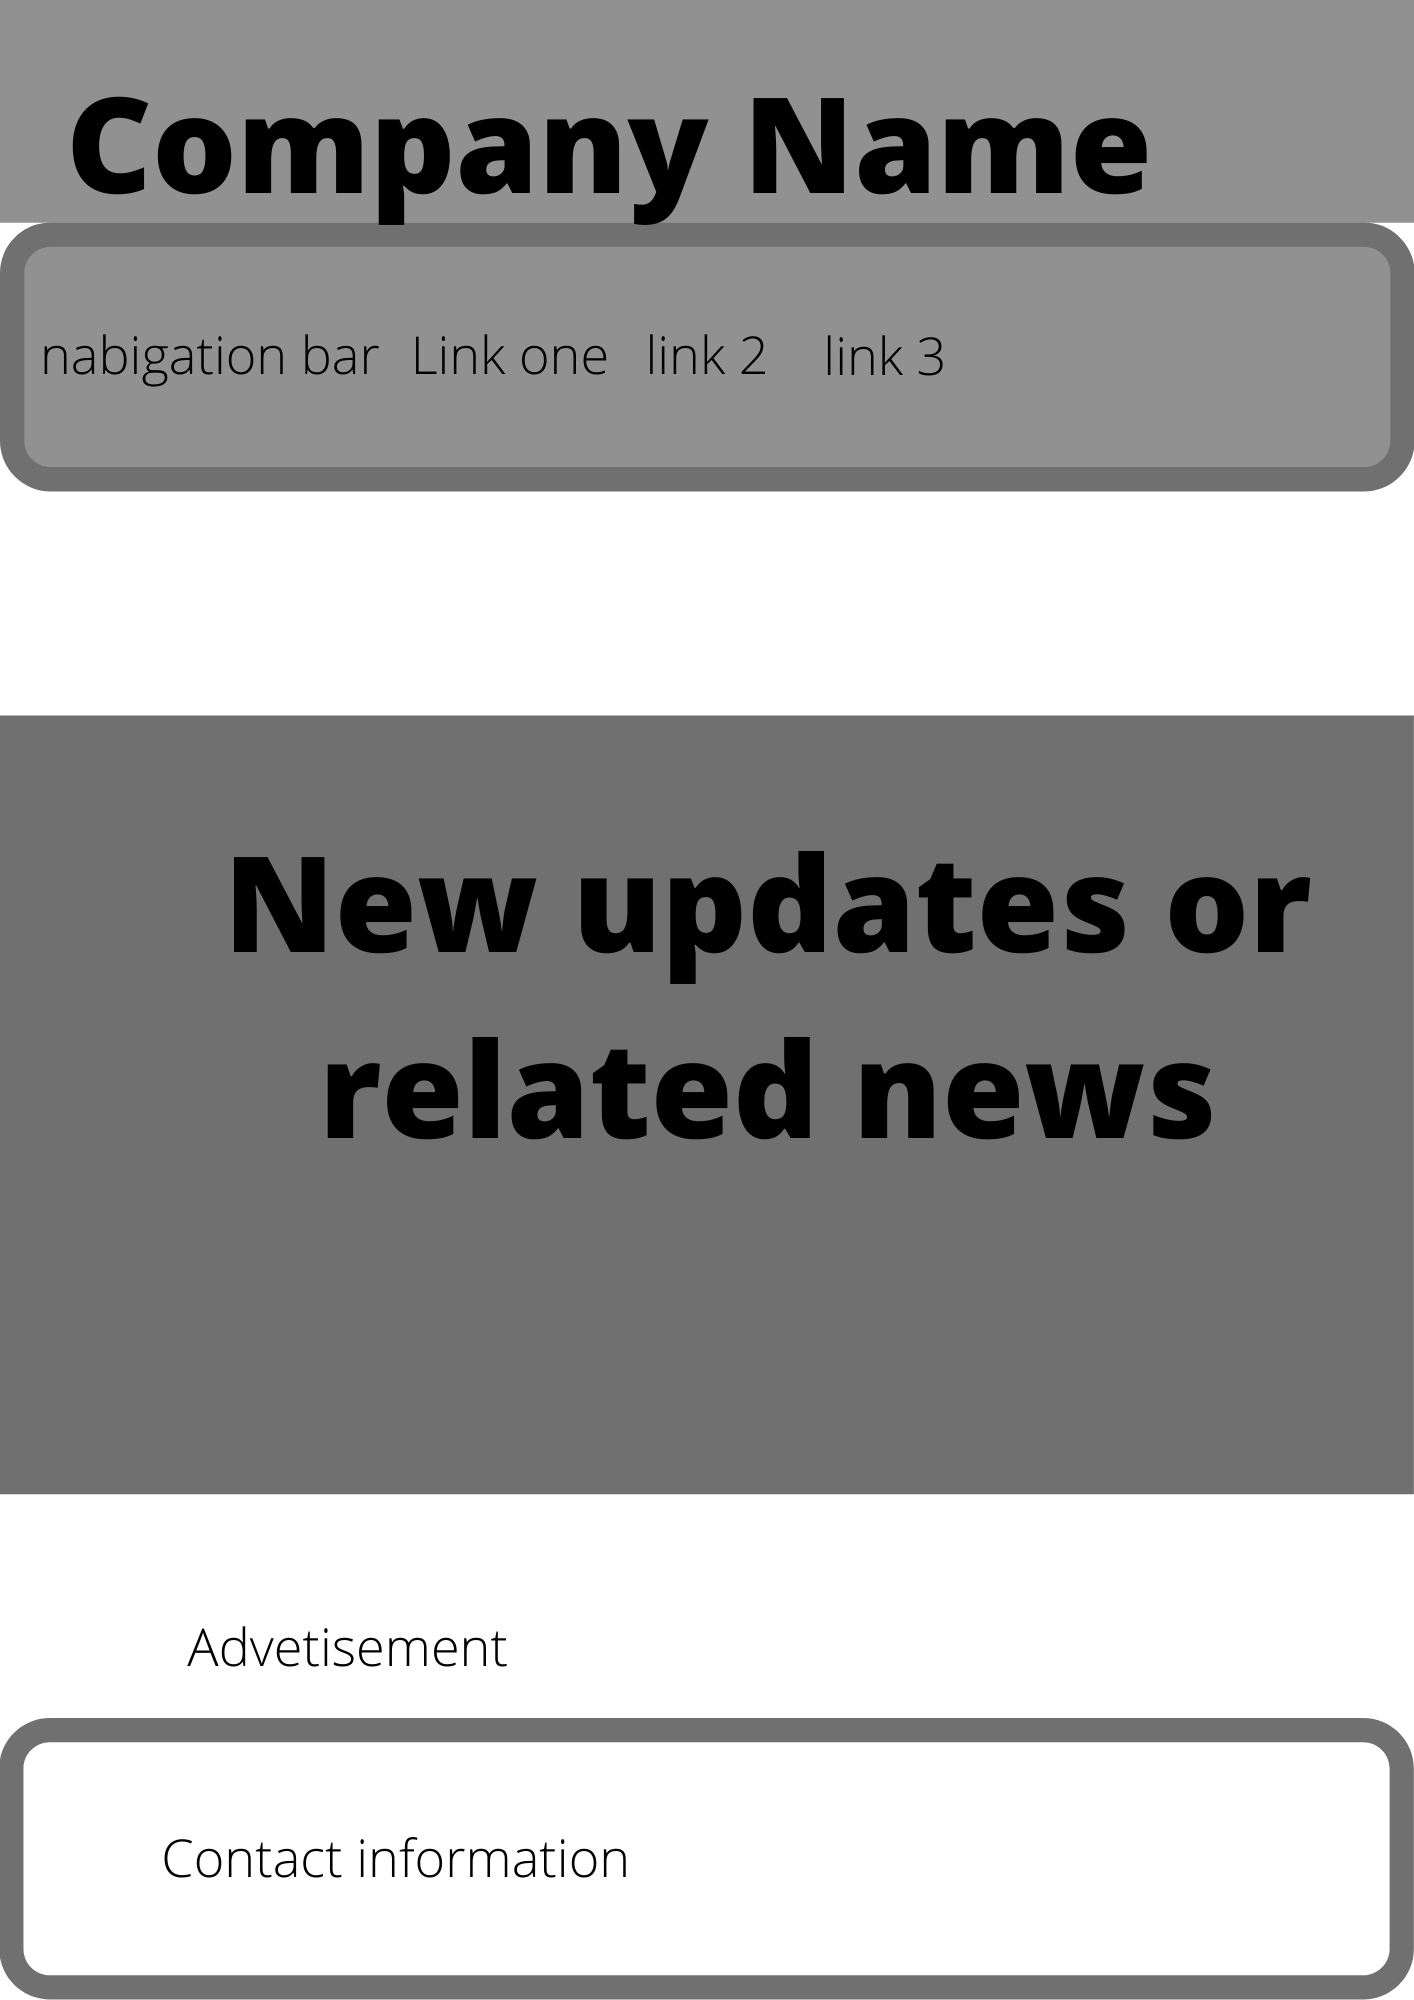 Company Name
nabigation bar Link one link 2 link 3
New updates or
related news
Advetisement
Contact information